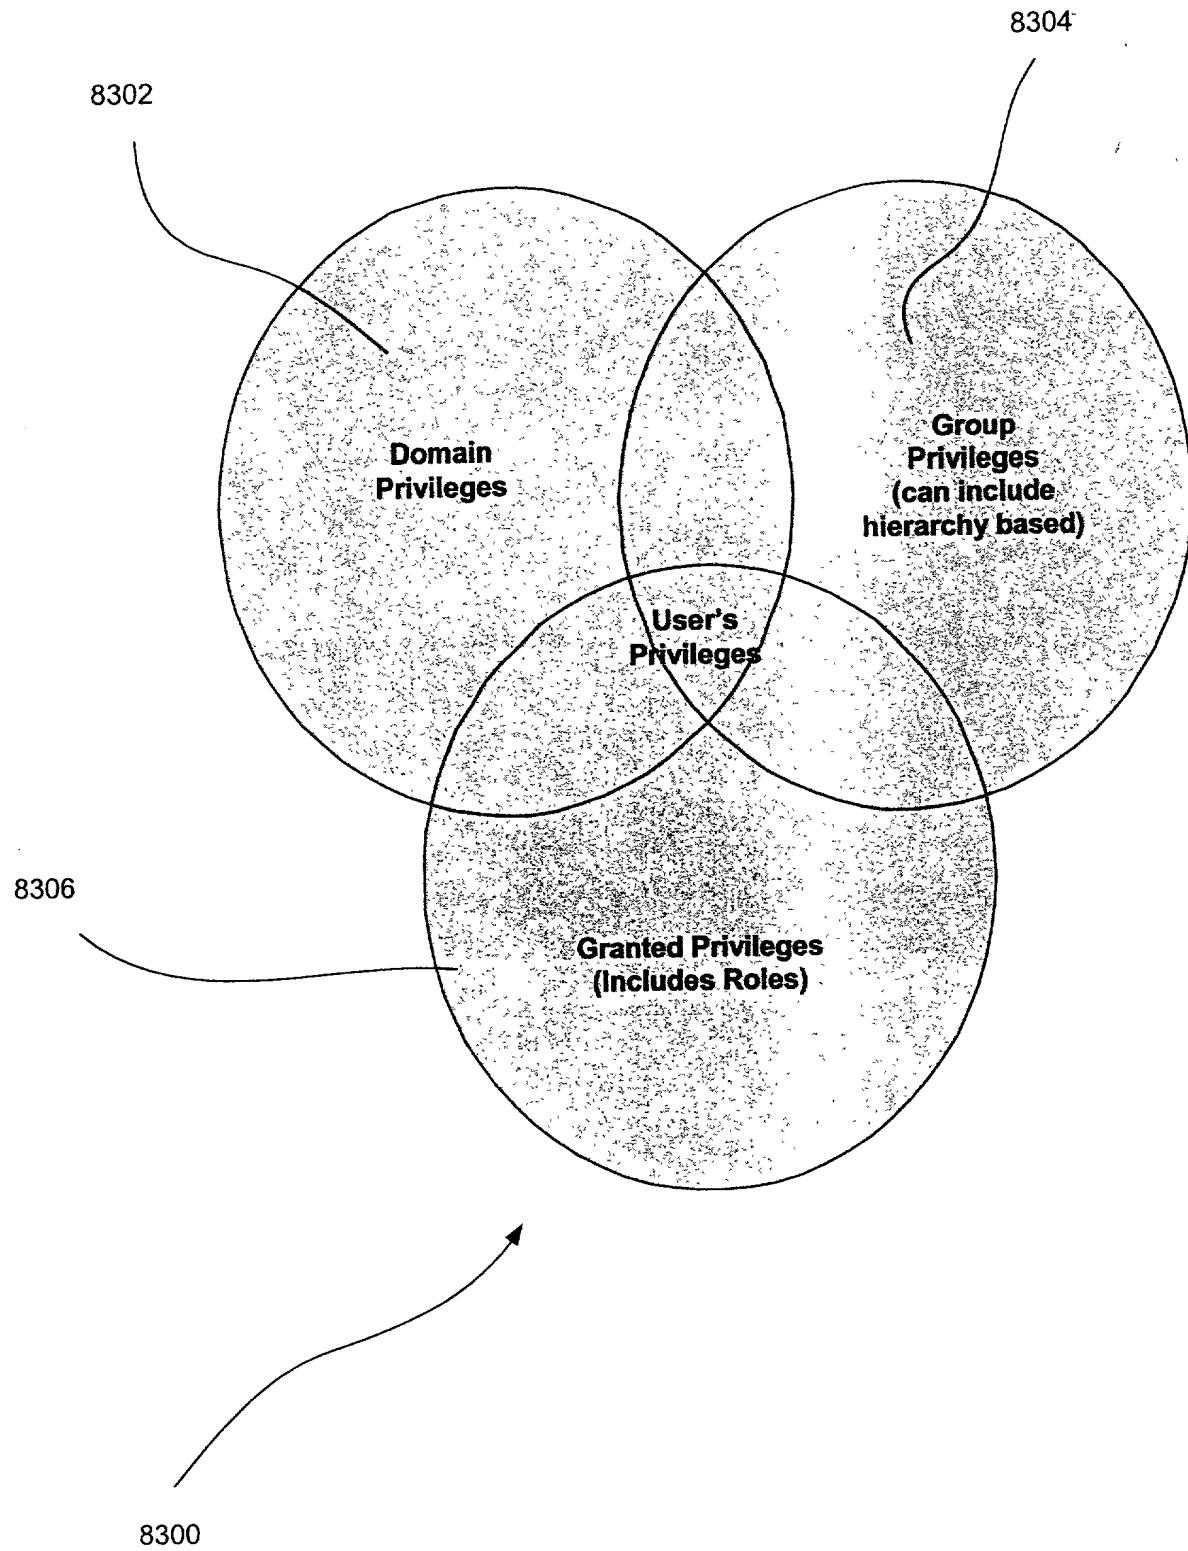 8304
8302
Domain
Privileges
Group
Privileges
(can include
hierarchy based)
User's
Privileges
8306
Granted Privileges
(Includes Roles)
8300